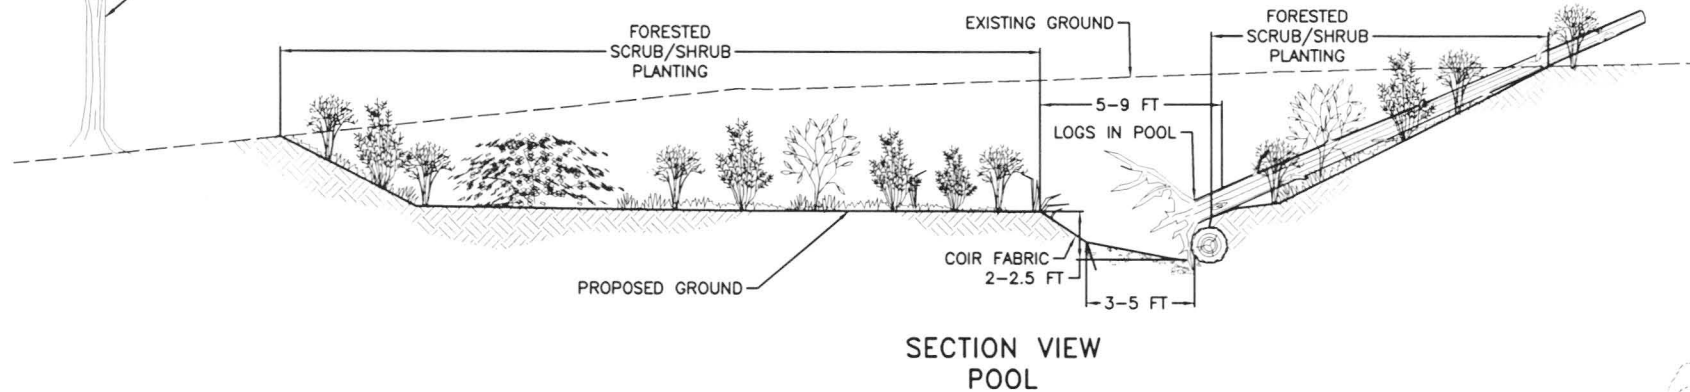 FORESTED
SCRUB/SHRUB
PLANTING
EXISTING GROUND
FORESTED
SCRUB/SHRUB
PLANTING
5-9 FT
LOGS IN POOL
COIR FABRIC
2-2.5 FT
PROPOSED GROUND
3-5 FT
SECTION VIEW
POOL